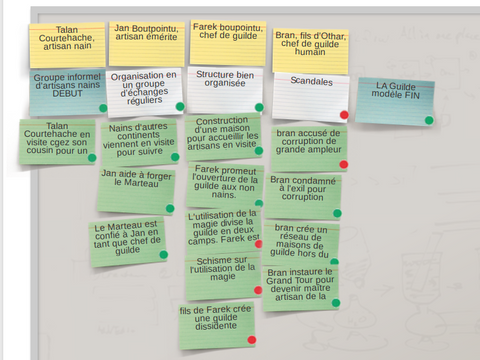 Talan
Courtehache,
artisan nain
Jan Boutpointu,
artisan émérite
Farek boupointu,
chef de guilde
Bran, fils d'Othar,
chef de guilde
humain
Groupe informel
d'artisans nains
DEBUT
Organisation en
un groupe
d'échanges
réguliers
Structure bien
organisée
Scandales
LA Guilde
modèle FIN
Talan
Courtehache en
visite cgez son
cousin pour un
Nains d'autres
continents
viennent en visite
pour suivre
Construction
d'une maison
pour accueillir les
artisans en visite
bran accusé de
corruption de
grande ampleur
Jan aide à forger
le Marteau
Farek promeut
l'ouverture de la
guilde aux non
nains.
Bran condamné
à l'exil pour
corruption
Le Marteau est
confié à Jan en
tant que chef de
guilde
L'utilisation de la
magie divise la
guilde en deux
camps. Farek est
bran crée un
réseau de
maisons de
guilde hors du
Schisme sur
l'utilisation de la
magie
Bran instaure le
Grand Tour pour
devenir maître
artisan de la
fils de Farek crée
une guilde
dissidente